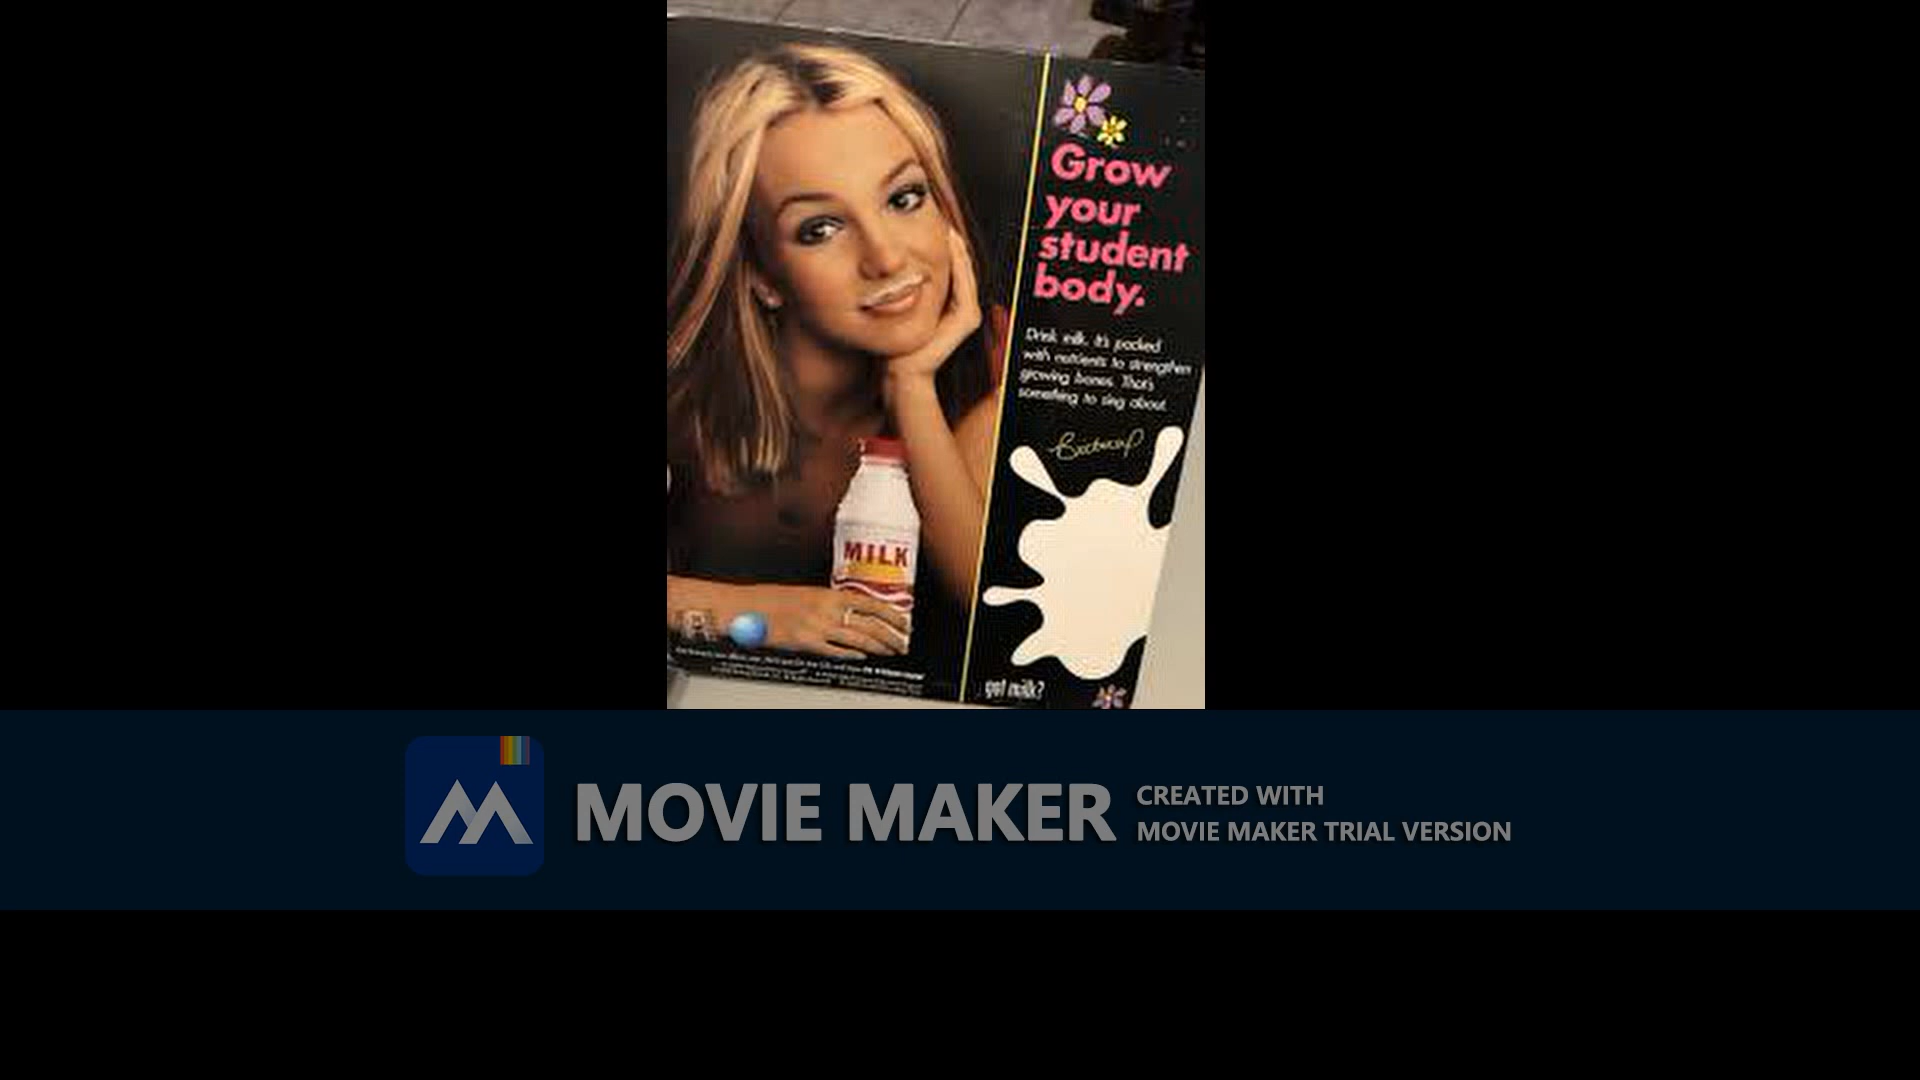 Grow
your
student
body.
Drink milk. It's packed
with nutrients to strengthen
growing bones. That's
something to sing about.
MILK
got milk?
MOVIE MAKER
CREATED WITH
MOVIE MAKER TRIAL VERSION